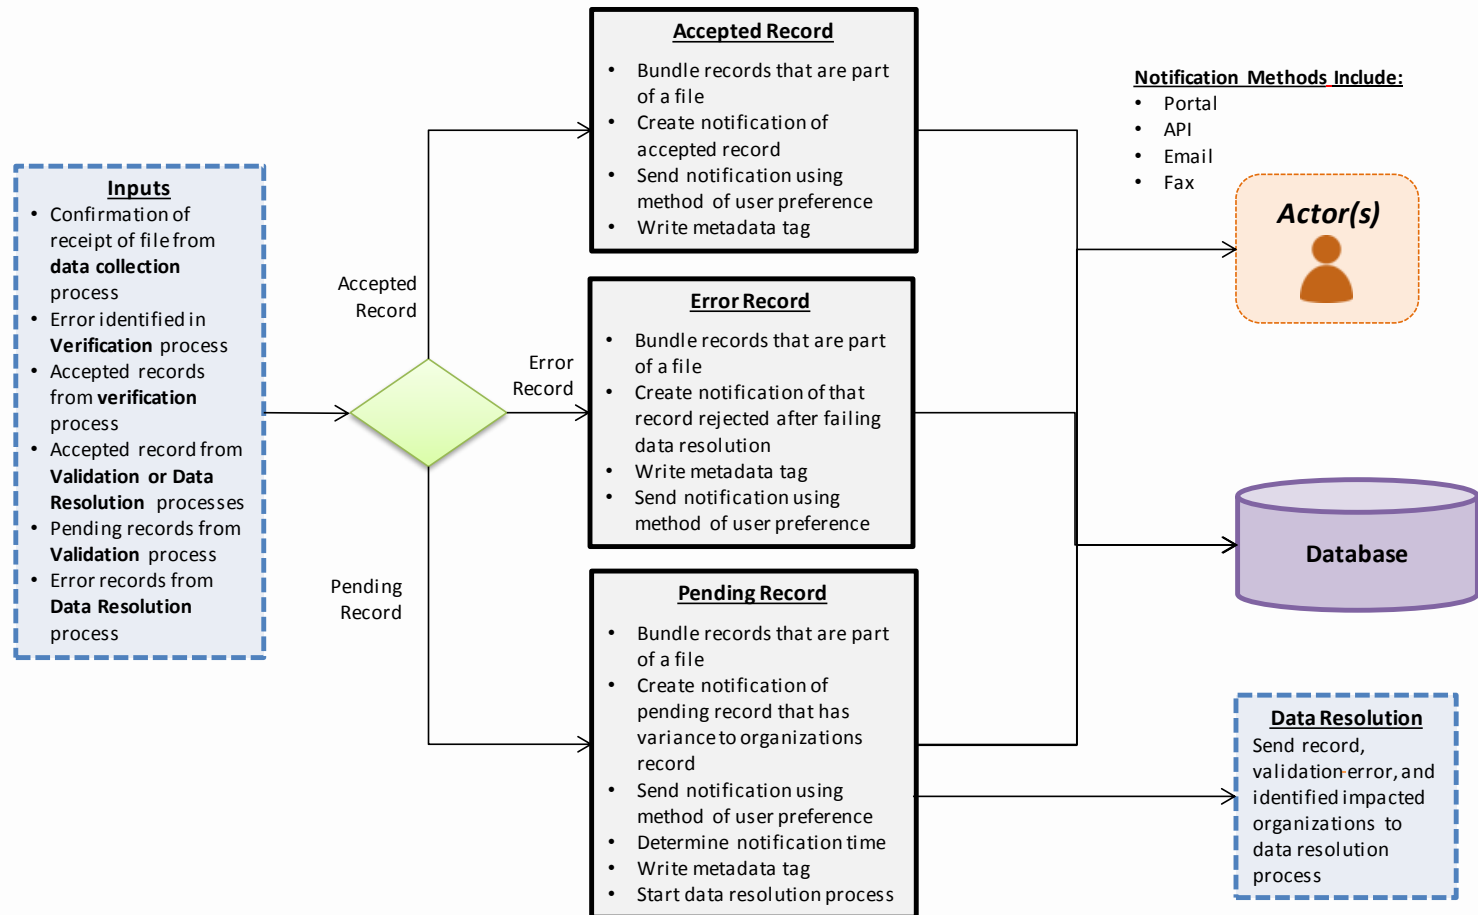 Inputs
• Confirmation of
receipt of file from
data collection
process
• Error identified in
Verification process
• Accepted records
from verification
process
• Accepted record from
Validation or Data
Resolution processes
• Pending records from
Validation process
• Error records from
Data Resolution
process
Accepted
Record
Error
Record
Pending
Record
Accepted Record
• Bundle records that are part
of a file
• Create notification of
accepted record
• Send notification using
method of user preference
• Write metadata tag
Error Record
• Bundle records that are part
of a file
• Create notification of that
record rejected after failing
data resolution
• Write metadata tag
• Send notification using
method of user preference
Pending Record
• Bundle records that are part
of a file
• Create notification of
pending record that has
variance to organizations
record
• Send notification using
method of user preference
• Determine notification time
• Write metadata tag
• Start data resolution process
Notification Methods Include:
• Portal
• API
• Email
• Fax
Actor(s)
Database
Data Resolution
Send record,
validation error, and
identified impacted
organizations to
data resolution
process